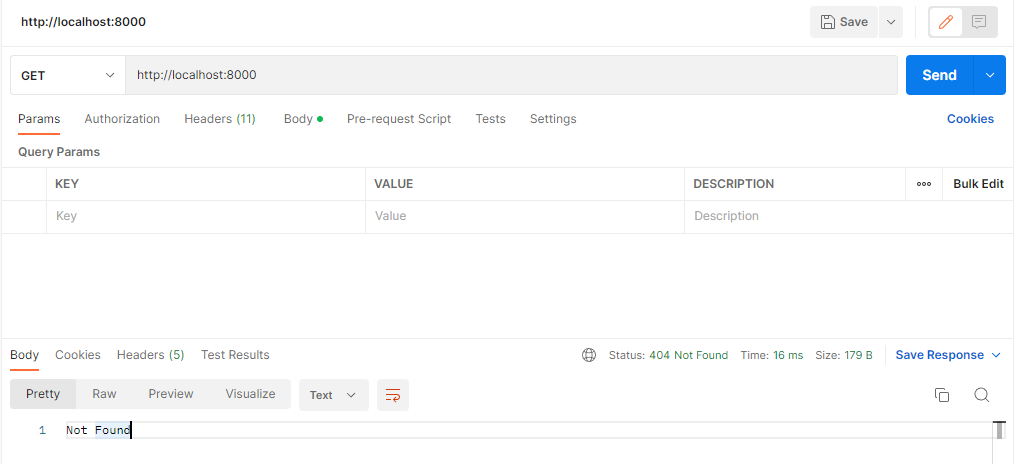 http://localhost:8000 Save
GET http://localhost:8000 Send
Params Authorization Headers (11) Body Pre-request Script Tests Settings Cookies
Query Params
KEY VALUE DESCRIPTION Bulk Edit
Key Value Description
Body Cookies Headers (5) Test Results Status: 404 Not Found Time: 16 ms Size: 179 B Save Response
Pretty Raw Preview Visualize Text
1 Not Found